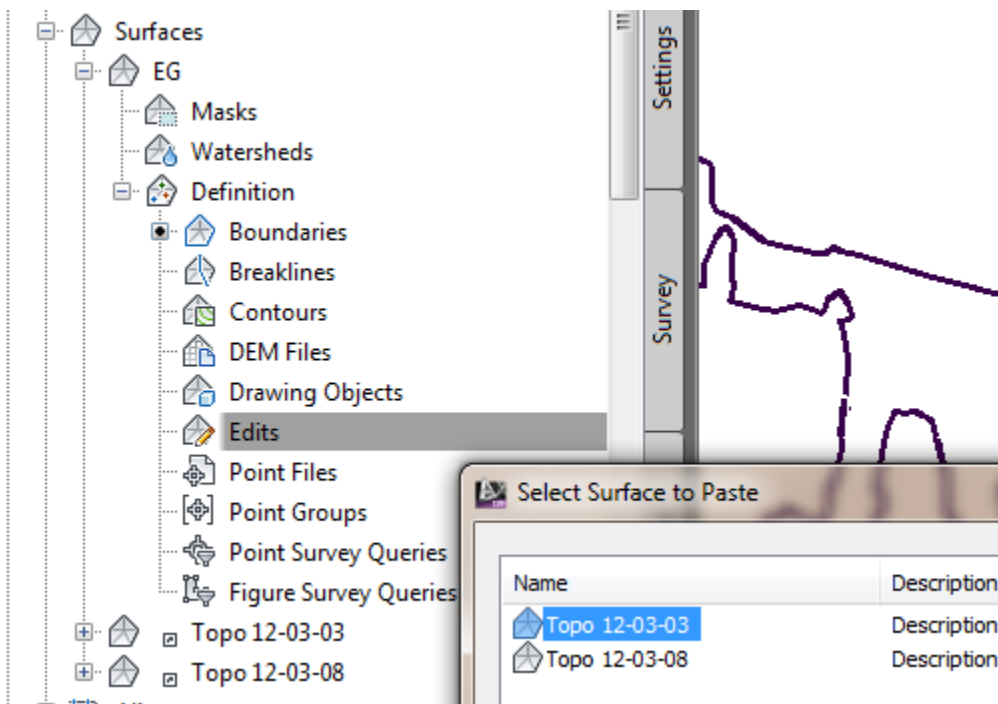 Surfaces
EG
Masks
Watersheds
Definition
Boundaries
Breaklines
Contours
DEM Files
Drawing Objects
Edits
Point Files
Point Groups
Point Survey Queries
Figure Survey Queries
Topo 12-03-03
Topo 12-03-08
Settings
Survey
Select Surface to Paste
Name Description
Topo 12-03-03 Description
Topo 12-03-08 Description